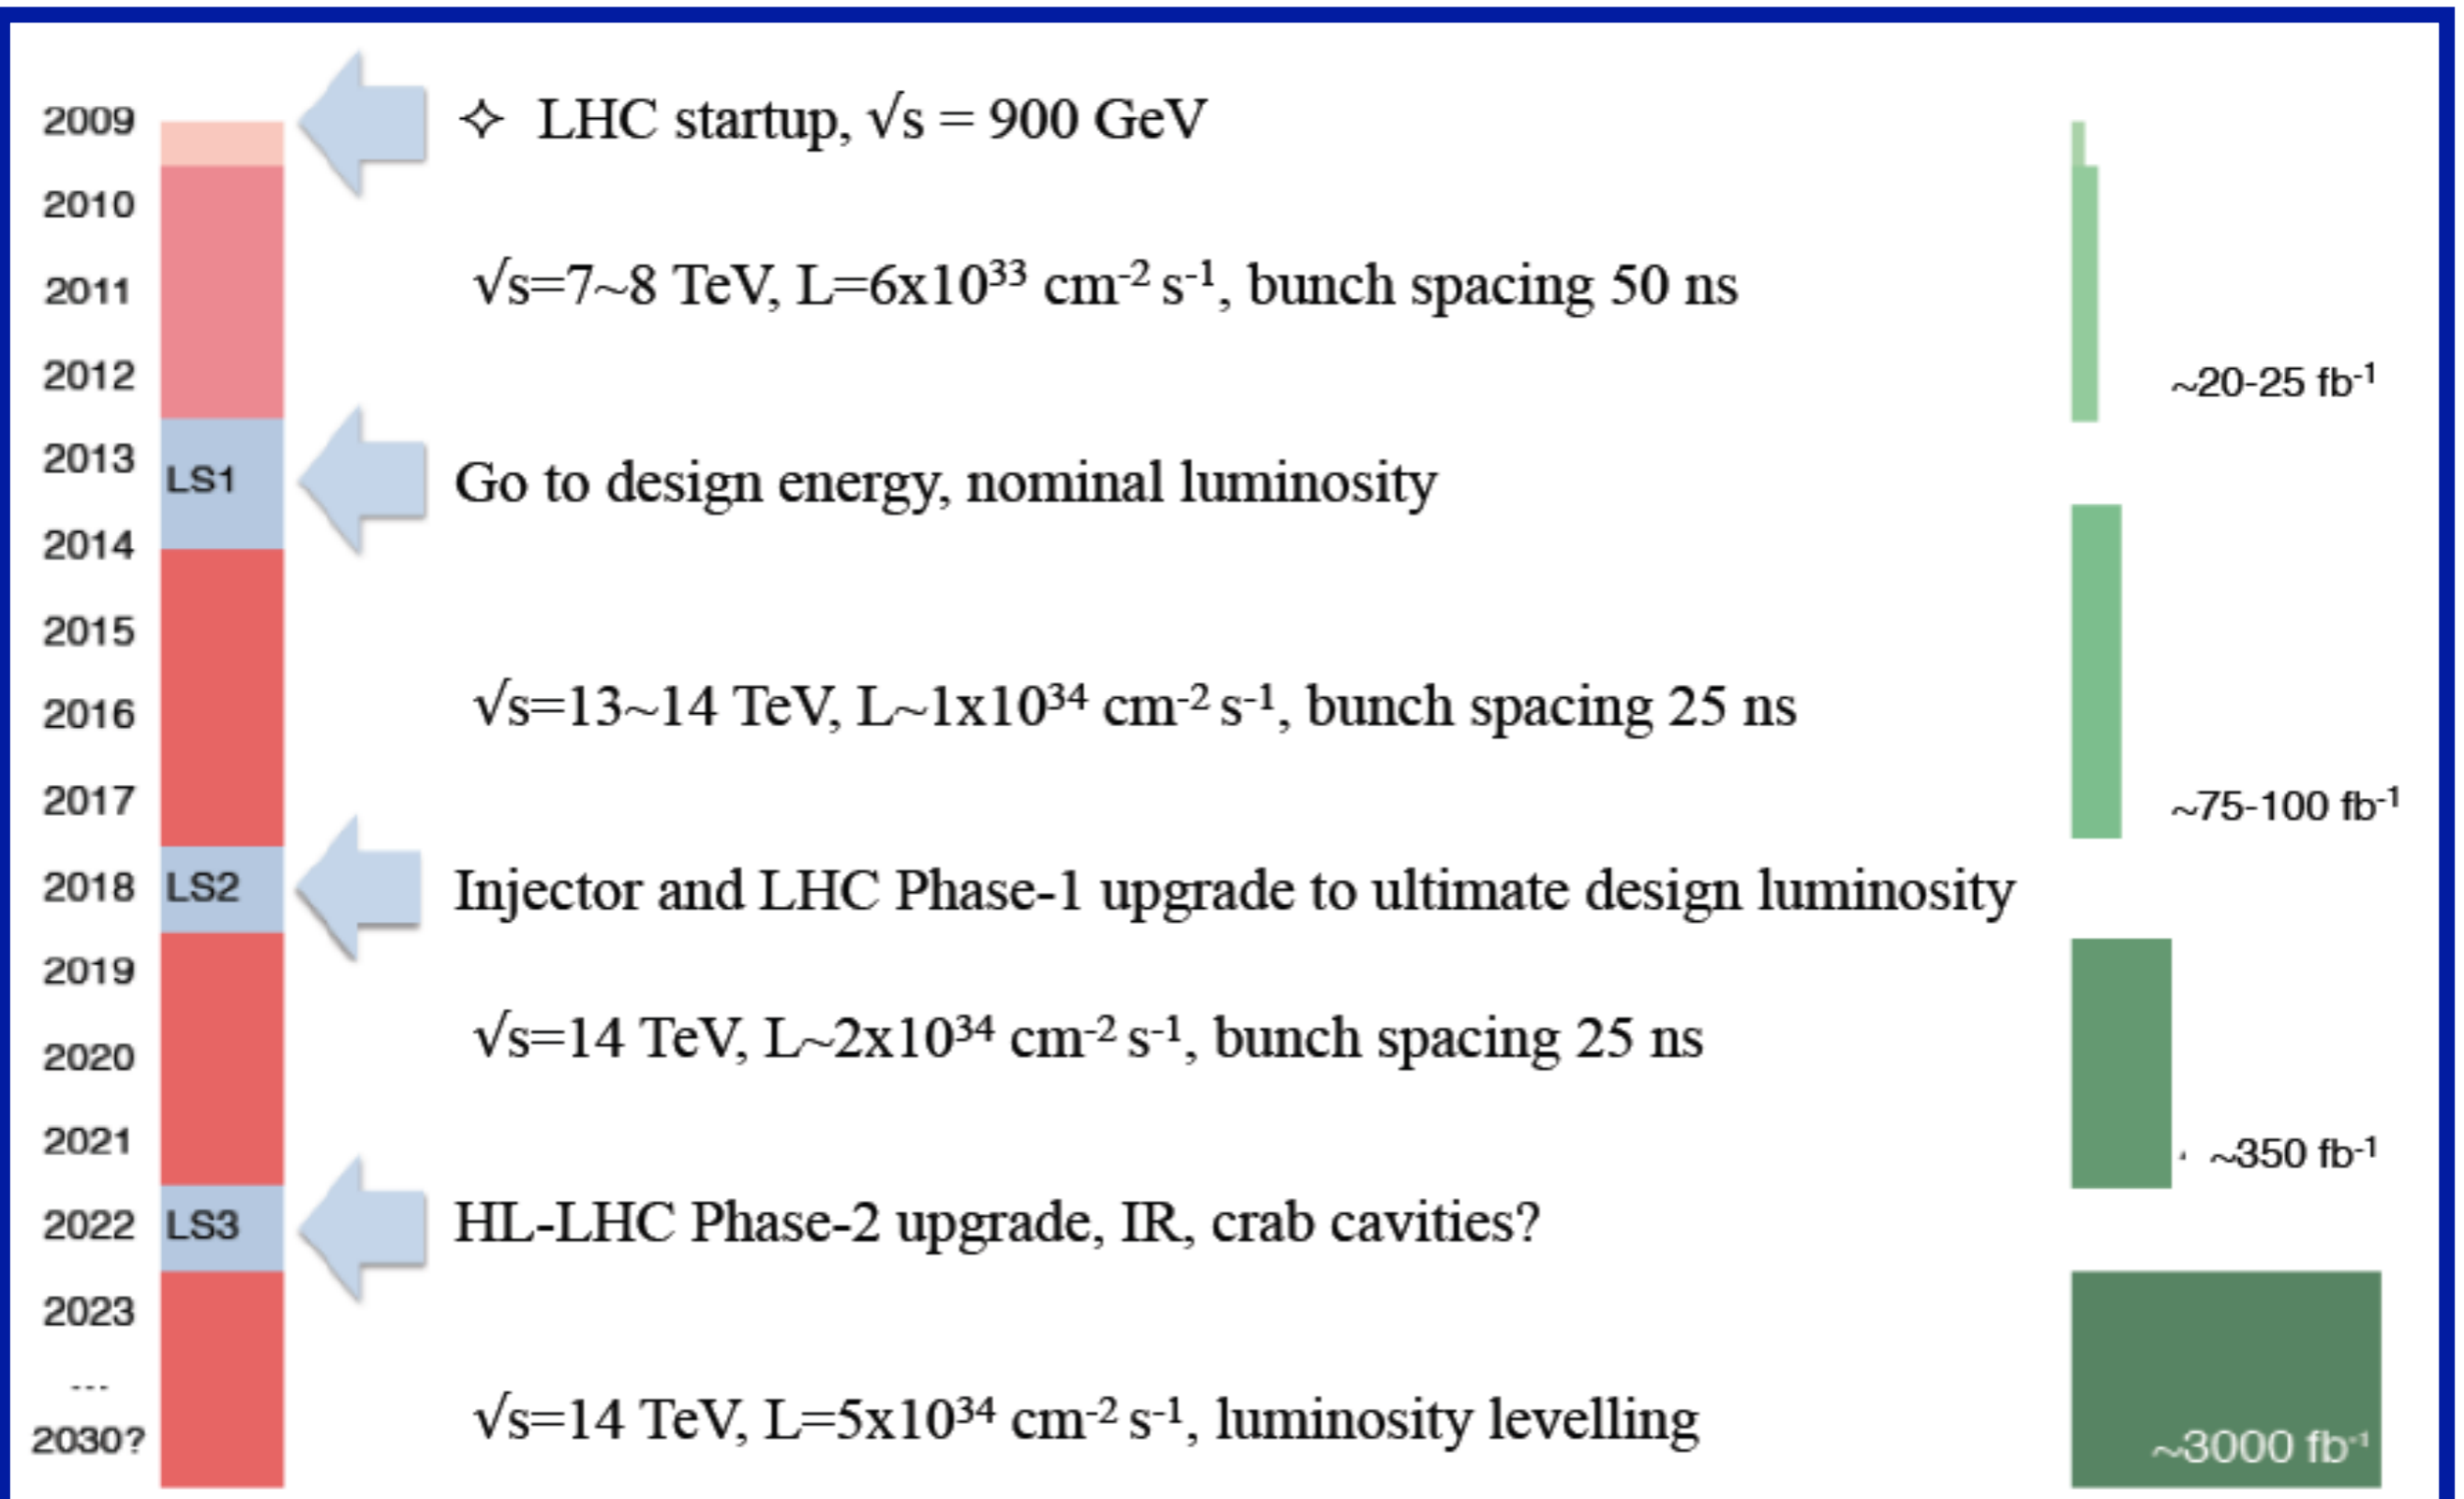 2009 ✧ LHC startup, √s = 900 GeV
2010
√s=7~8 TeV, L=6x10³³ cm⁻² s⁻¹, bunch spacing 50 ns
2011
2012 ~20-25 fb⁻¹
2013
LS1 Go to design energy, nominal luminosity
2014
2015
2016 √s=13~14 TeV, L~1x10³⁴ cm⁻² s⁻¹, bunch spacing 25 ns
2017 ~75-100 fb⁻¹
2018 LS2 Injector and LHC Phase-1 upgrade to ultimate design luminosity
2019
√s=14 TeV, L~2x10³⁴ cm⁻² s⁻¹, bunch spacing 25 ns
2020
2021 ~350 fb⁻¹
2022 LS3 HL-LHC Phase-2 upgrade, IR, crab cavities?
2023
---
√s=14 TeV, L=5x10³⁴ cm⁻² s⁻¹, luminosity levelling
2030? ~3000 fb⁻¹